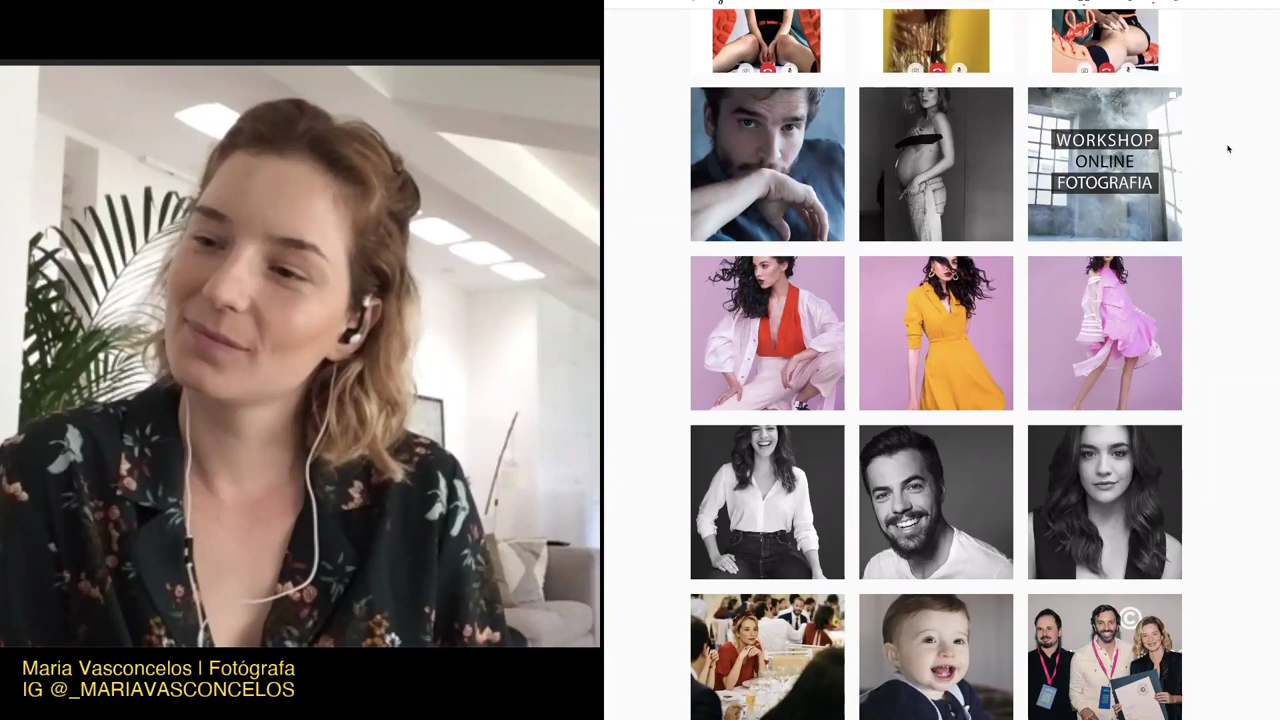 WORKSHOP
ONLINE
FOTOGRAFIA
Maria Vasconcelos | Fotógrafa
IG @_MARIAVASCONCELOS